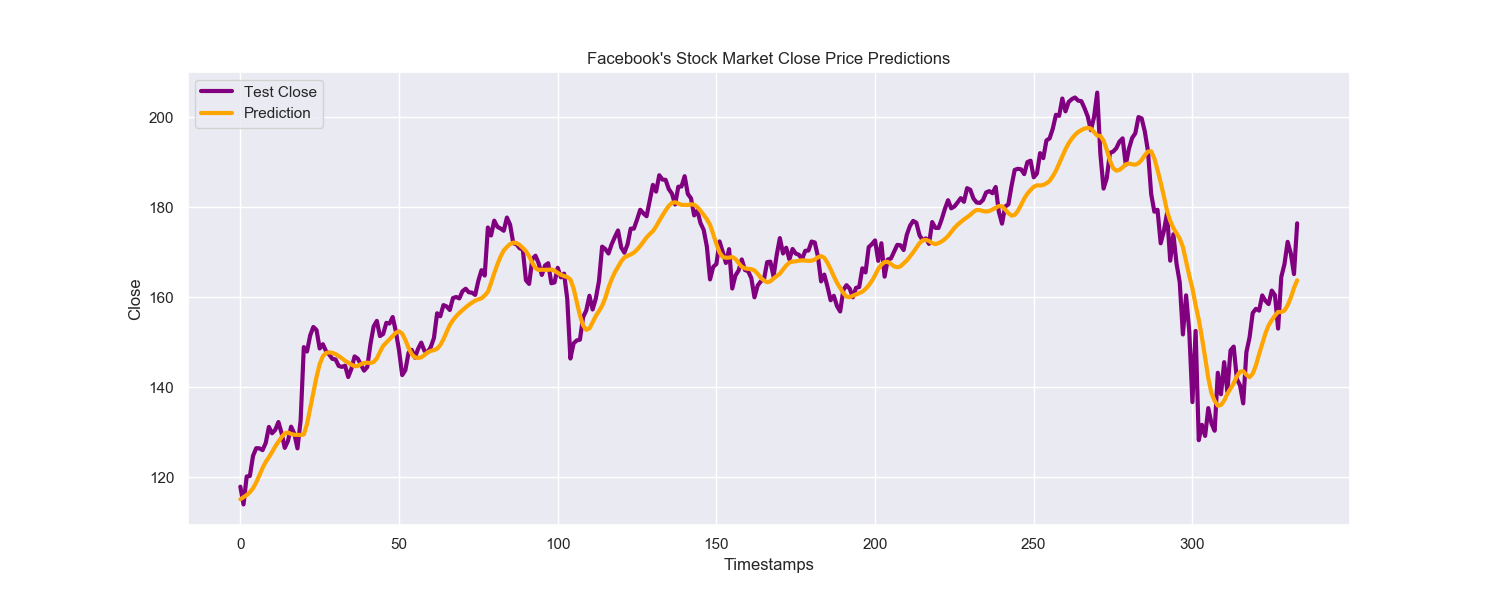 Facebook's Stock Market Close Price Predictions
Test Close
Prediction
Close
200
180
160
140
120
0 50 100 150 200 250 300
Timestamps